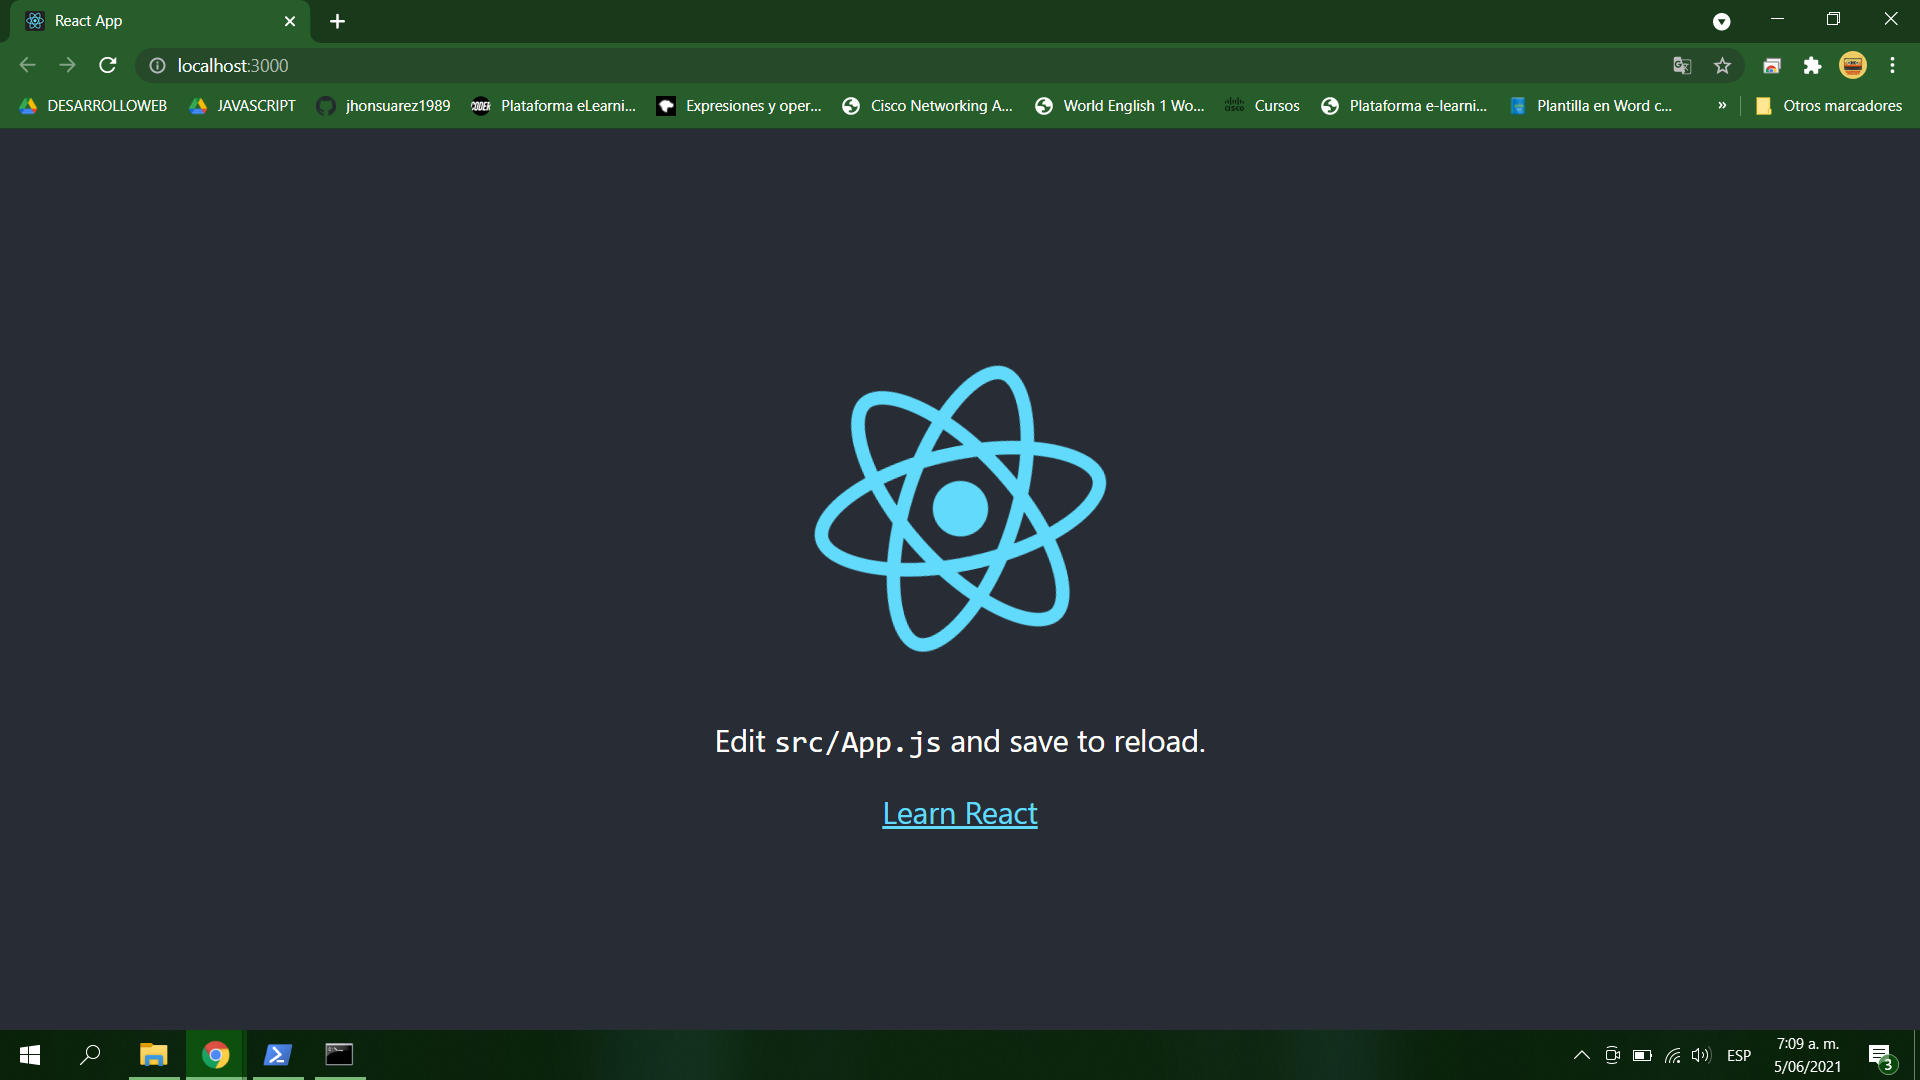 React App
localhost:3000
DESARROLLOWEB JAVASCRIPT jhonsuarez1989 CODER Plataforma eLearni... Expresiones y oper... Cisco Networking A... World English 1 Wo... cisco Cursos Plataforma e-learni... Plantilla en Word c... » Otros marcadores
Edit src/App.js and save to reload.
Learn React
ESP
7:09 a. m.
5/06/2021
3